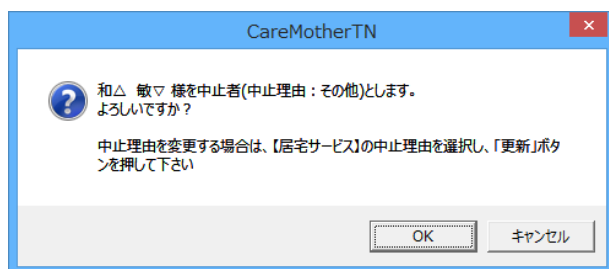 CareMotherTN
和△ 敏▽ 様を中止者(中止理由：その他)とします。
よろしいですか？
中止理由を変更する場合は、【居宅サービス】の中止理由を選択し、「更新」ボタ
ンを押して下さい
OK キャンセル